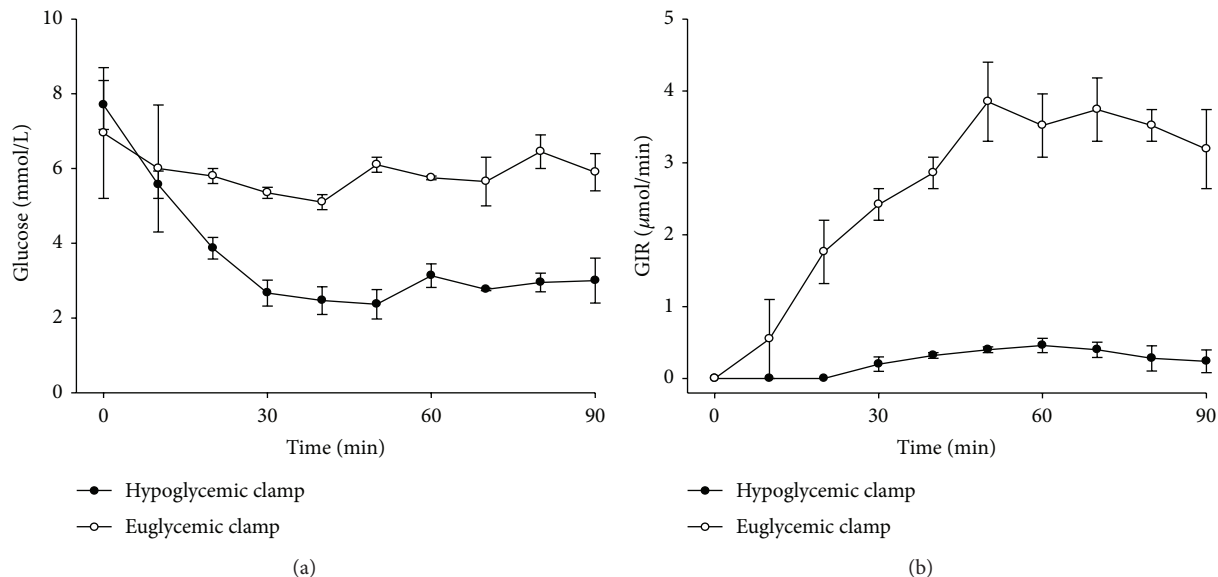 10
8
6
4
2
0
Glucose (mmol/L)
0 30 60 90
Time (min)
Hypoglycemic clamp
Euglycemic clamp
(a)
5
4
3
2
1
0
GIR (μmol/min)
0 30 60 90
Time (min)
Hypoglycemic clamp
Euglycemic clamp
(b)